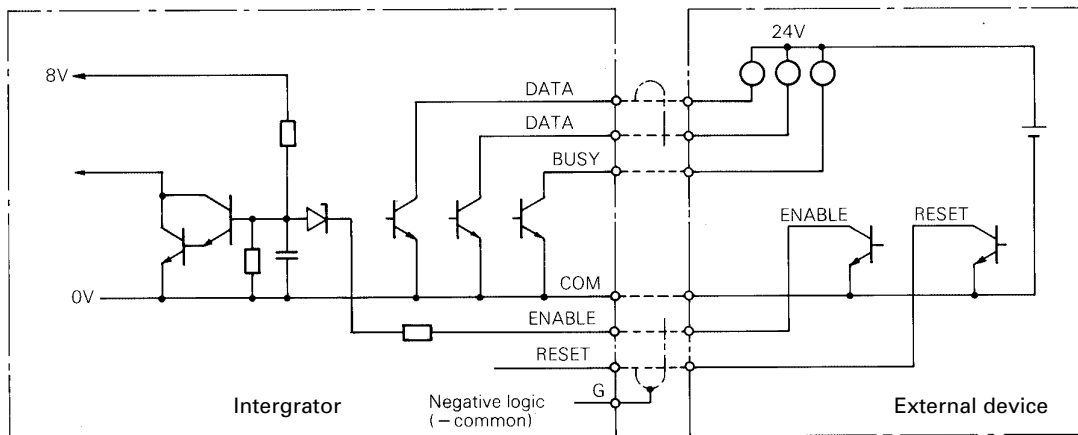 24V
8V
DATA
DATA
BUSY
ENABLE
RESET
0V
COM
ENABLE
RESET
G
Intergrator
Negative logic
(− common)
External device